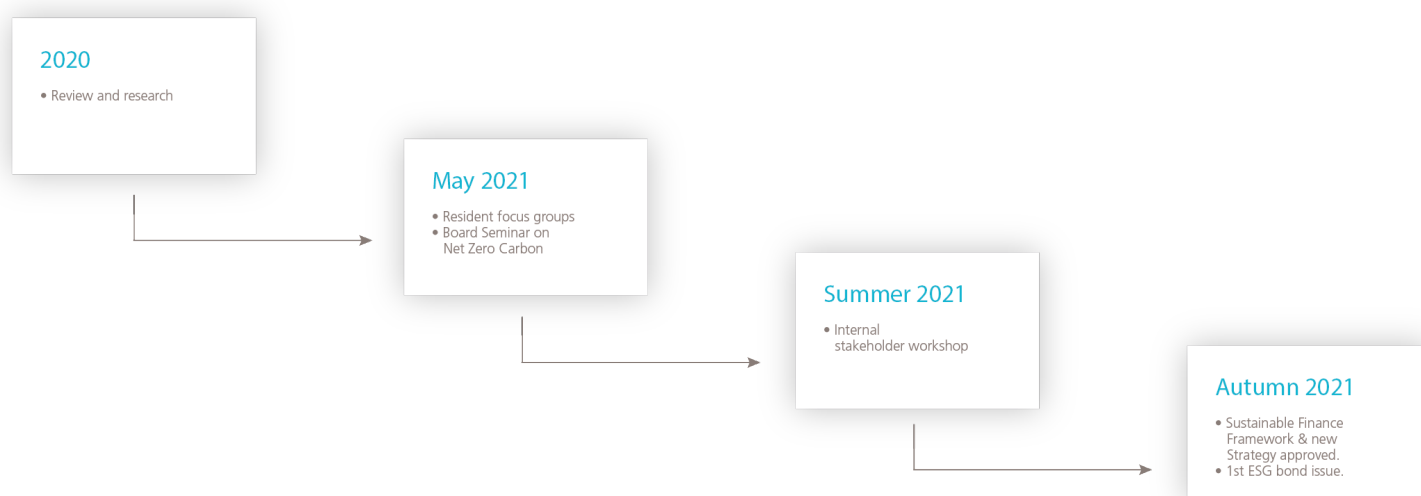 2020
• Review and research
May 2021
• Resident focus groups
• Board Seminar on
Net Zero Carbon
Summer 2021
• Internal
stakeholder workshop
Autumn 2021
• Sustainable Finance
Framework & new
Strategy approved.
• 1st ESG bond issue.